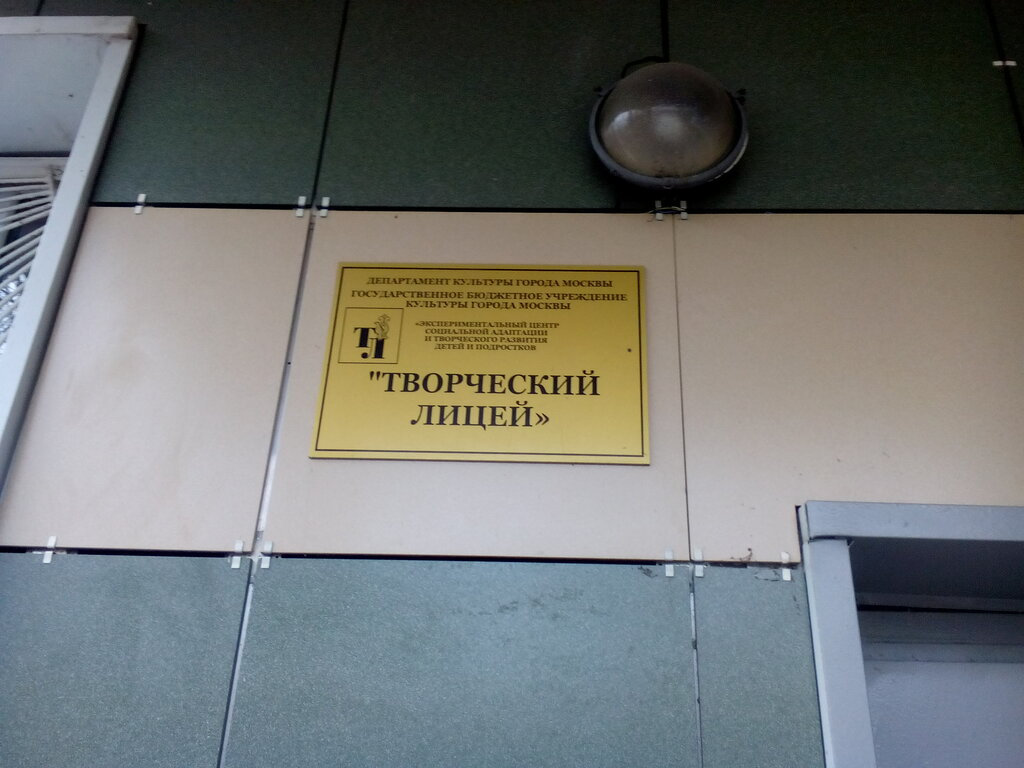 ДЕПАРТАМЕНТ КУЛЬТУРЫ ГОРОДА МОСКВЫ
ГОСУДАРСТВЕННОЕ БЮДЖЕТНОЕ УЧРЕЖДЕНИЕ
КУЛЬТУРЫ ГОРОДА МОСКВЫ
ТЛ
«ЭКСПЕРИМЕНТАЛЬНЫЙ ЦЕНТР
СОЦИАЛЬНОЙ АДАПТАЦИИ
И ТВОРЧЕСКОГО РАЗВИТИЯ
ДЕТЕЙ И ПОДРОСТКОВ
"ТВОРЧЕСКИЙ
ЛИЦЕЙ»